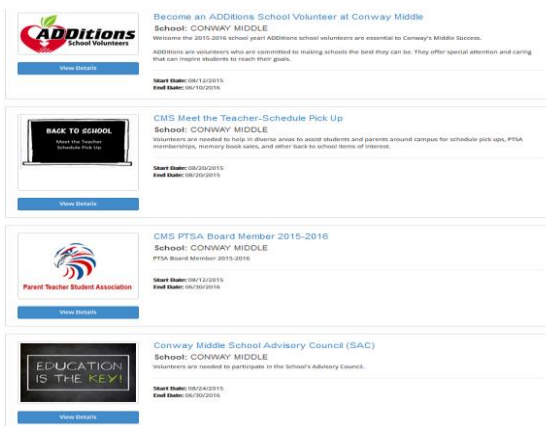 Become an ADDitions School Volunteer at Conway Middle
School: CONWAY MIDDLE
Welcome the 2015-2016 school year! ADDitions school volunteers are essential to Conway's Middle Success.
ADDitions are volunteers who are committed to making schools the best they can be. They offer special attention and caring
that can inspire students to reach their goals.
Start Date: 08/12/2015
End Date: 06/10/2016
ADDitions
School Volunteers
View Details
CMS Meet the Teacher-Schedule Pick Up
School: CONWAY MIDDLE
Volunteers are needed to help in diverse areas to assist students and parents around campus for schedule pick ups, PTSA
memberships, memory book sales, and other back to school items of interest.
Start Date: 08/20/2015
End Date: 08/20/2015
BACK TO SCHOOL
Meet the Teacher
Schedule Pick Up
View Details
CMS PTSA Board Member 2015-2016
School: CONWAY MIDDLE
PTSA Board Member 2015-2016
Start Date: 08/12/2015
End Date: 06/30/2016
Parent Teacher Student Association
View Details
Conway Middle School Advisory Council (SAC)
School: CONWAY MIDDLE
Volunteers are needed to participate in the School's Advisory Council.
Start Date: 08/24/2015
End Date: 06/30/2016
EDUCATION
IS THE KEY!
View Details